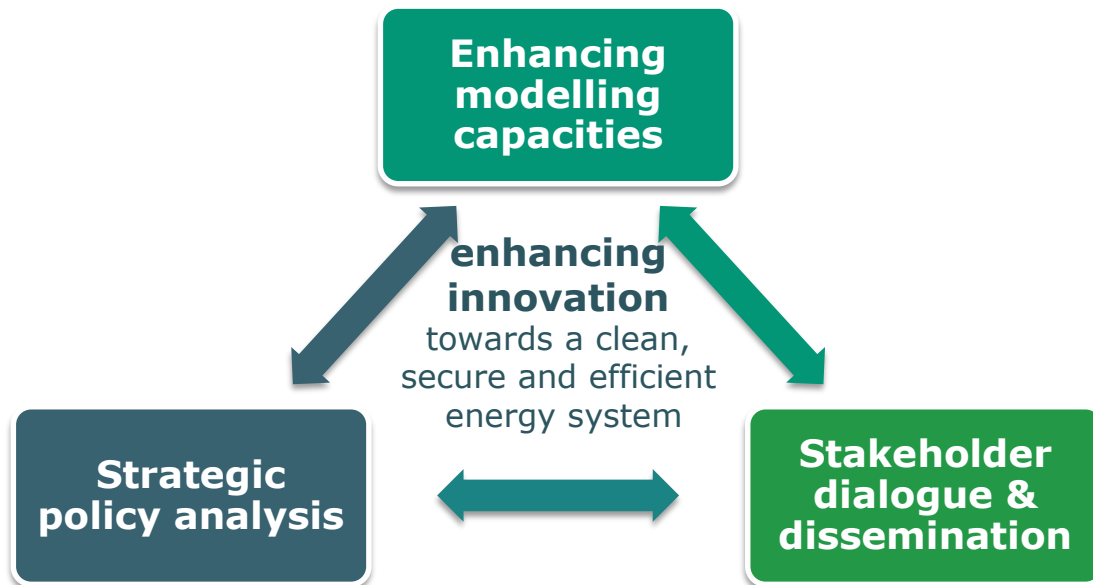 Enhancing
modelling
capacities
enhancing
innovation
towards a clean,
secure and efficient
energy system
Strategic
policy analysis
Stakeholder
dialogue &
dissemination